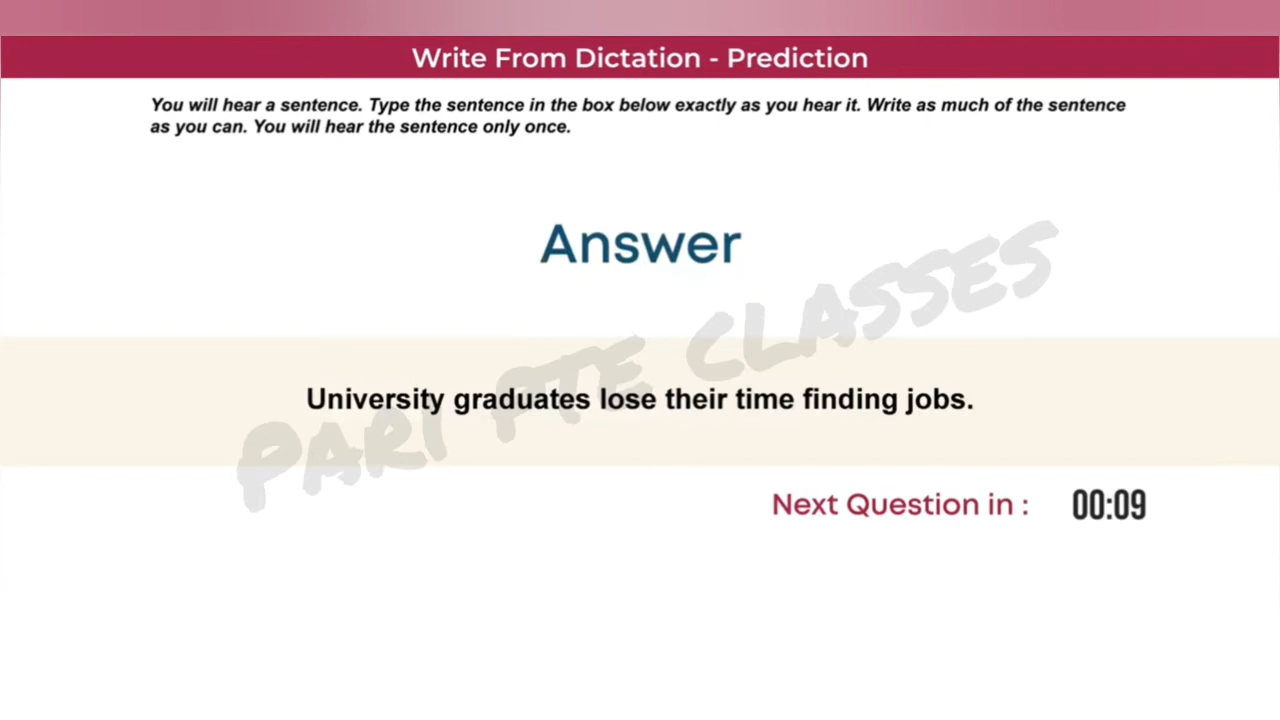 Write From Dictation - Prediction
You will hear a sentence. Type the sentence in the box below exactly as you hear it. Write as much of the sentence
as you can. You will hear the sentence only once.
Answer
PARI PTE CLASSES
University graduates lose their time finding jobs.
Next Question in : 00:09